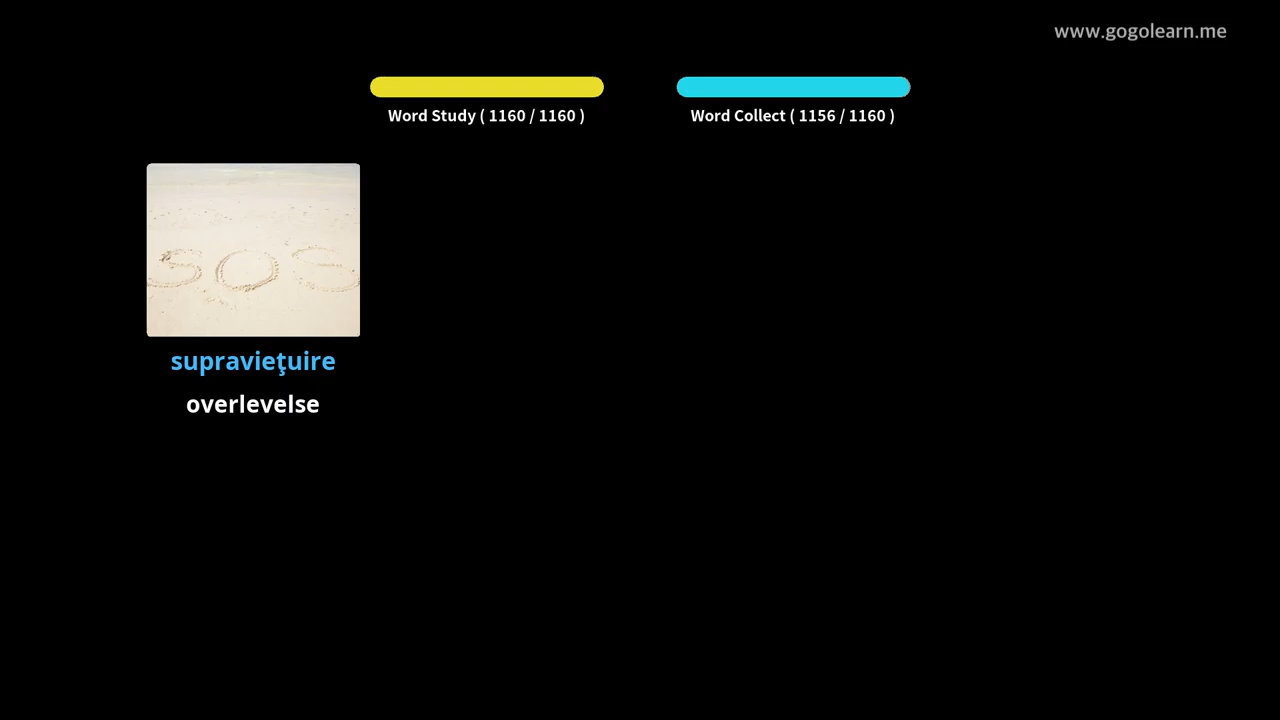 www.gogolearn.me
Word Study ( 1160 / 1160 )
Word Collect ( 1156 / 1160 )
SOS
supravieţuire
overlevelse